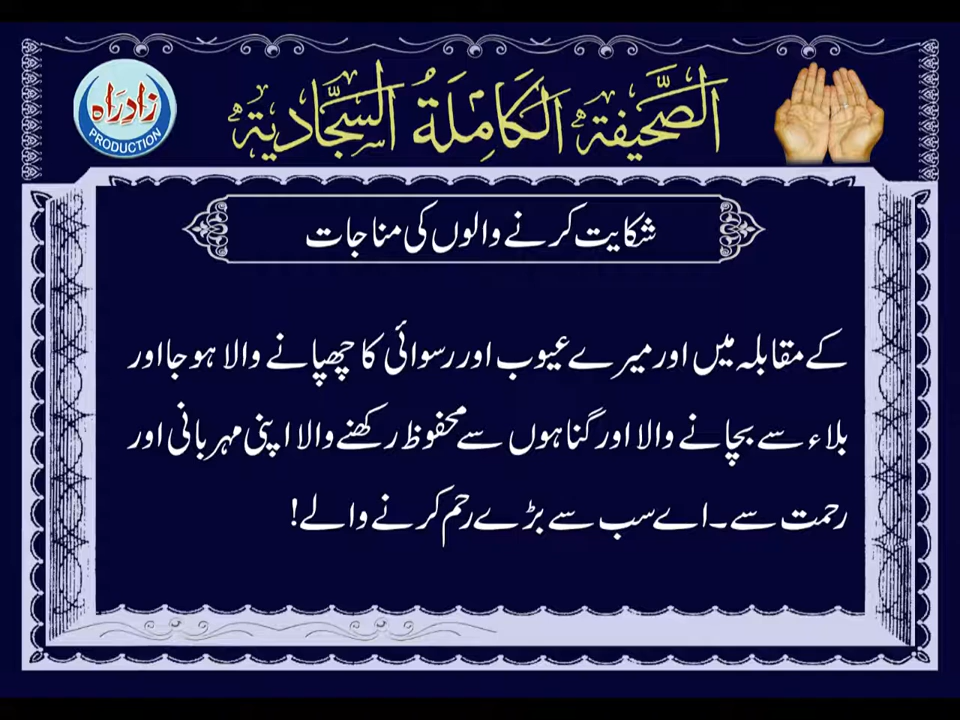 الصَّحِيفَة الْكَامِلَةُ السَّجَّادِيَة
زادِراہ
PRODUCTION
شکایت کرنے والوں کی مناجات
کے مقابلہ میں اور میرے عیوب اور رسوائی کا چھپانے والا ہو جا اور
بلاء سے بچانے والا اور گناہوں سے محفوظ رکھنے والا اپنی مہربانی اور
رحمت سے۔ اے سب سے بڑے رحم کرنے والے!